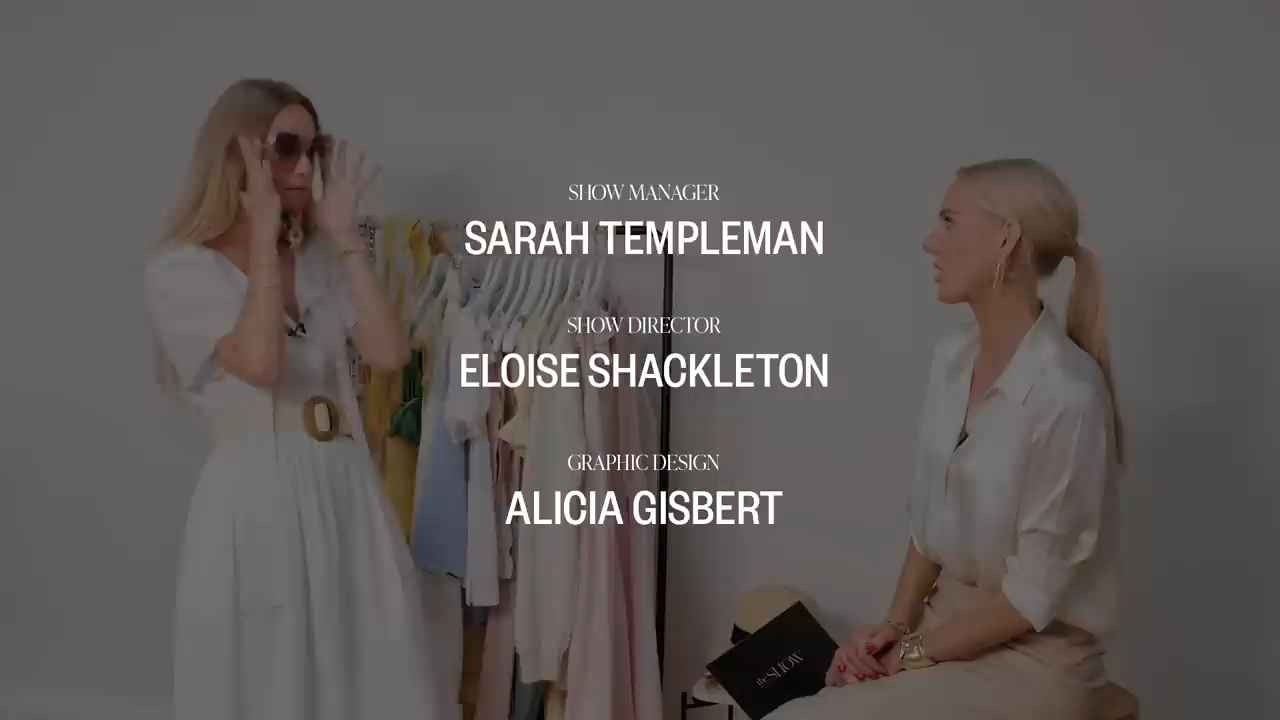 SHOW MANAGER
SARAH TEMPLEMAN
SHOW DIRECTOR
ELOISE SHACKLETON
GRAPHIC DESIGN
ALICIA GISBERT
the SHOW